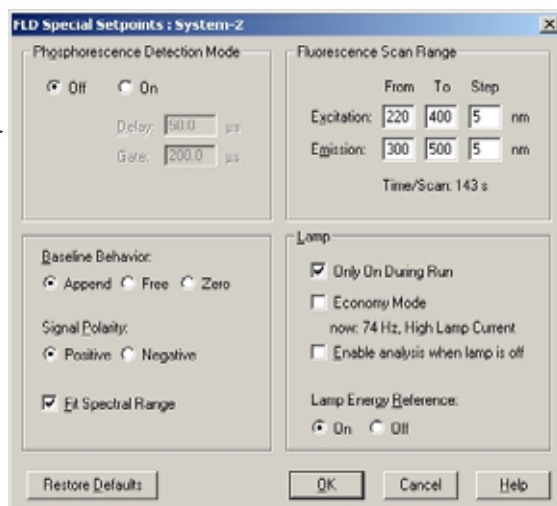 FLD Special Setpoints : System-2
Phosphorescence Detection Mode
Off On
Delay: 50.0 µs
Gate: 200.0 µs
Fluorescence Scan Range
From To Step
Excitation: 220 400 5 nm
Emission: 300 500 5 nm
Time/Scan: 143 s
Baseline Behavior:
Append Free Zero
Signal Polarity:
Positive Negative
Fit Spectral Range
Lamp
Only On During Run
Economy Mode
now: 74 Hz, High Lamp Current
Enable analysis when lamp is off
Lamp Energy Reference:
On Off
Restore Defaults OK Cancel Help